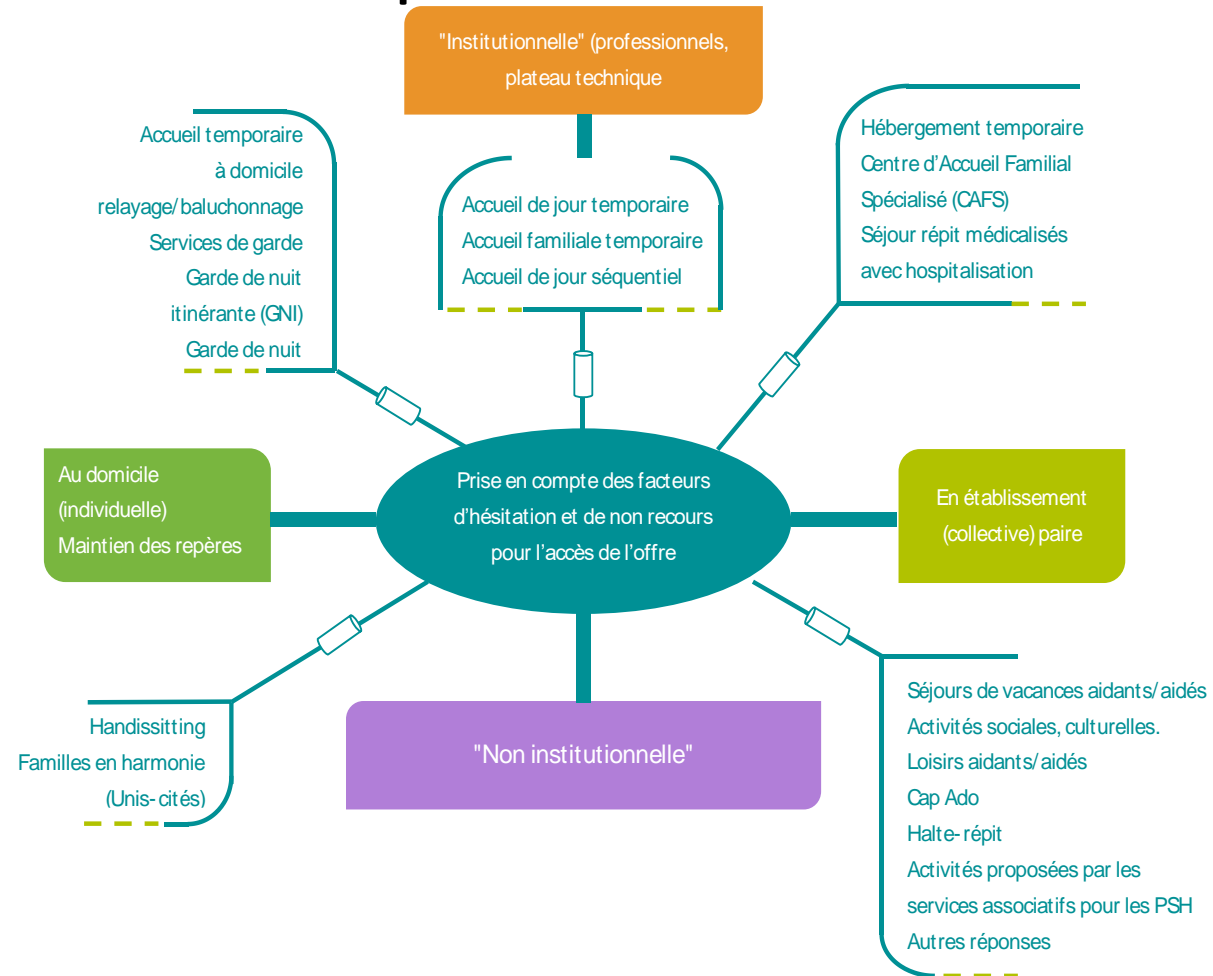 "Institutionnelle" (professionnels,
plateau technique
Accueil temporaire
à domicile
relayage/baluchonnage
Services de garde
Garde de nuit
itinérante (GNI)
Garde de nuit
Accueil de jour temporaire
Accueil familiale temporaire
Accueil de jour séquentiel
Hébergement temporaire
Centre d’Accueil Familial
Spécialisé (CAFS)
Séjour répit médicalisés
avec hospitalisation
Au domicile
(individuelle)
Maintien des repères
Prise en compte des facteurs
d’hésitation et de non recours
pour l’accès de l’offre
En établissement
(collective) paire
Handissitting
Familles en harmonie
(Unis-cités)
"Non institutionnelle"
Séjours de vacances aidants/aidés
Activités sociales, culturelles.
Loisirs aidants/aidés
Cap Ado
Halte-répit
Activités proposées par les
services associatifs pour les PSH
Autres réponses